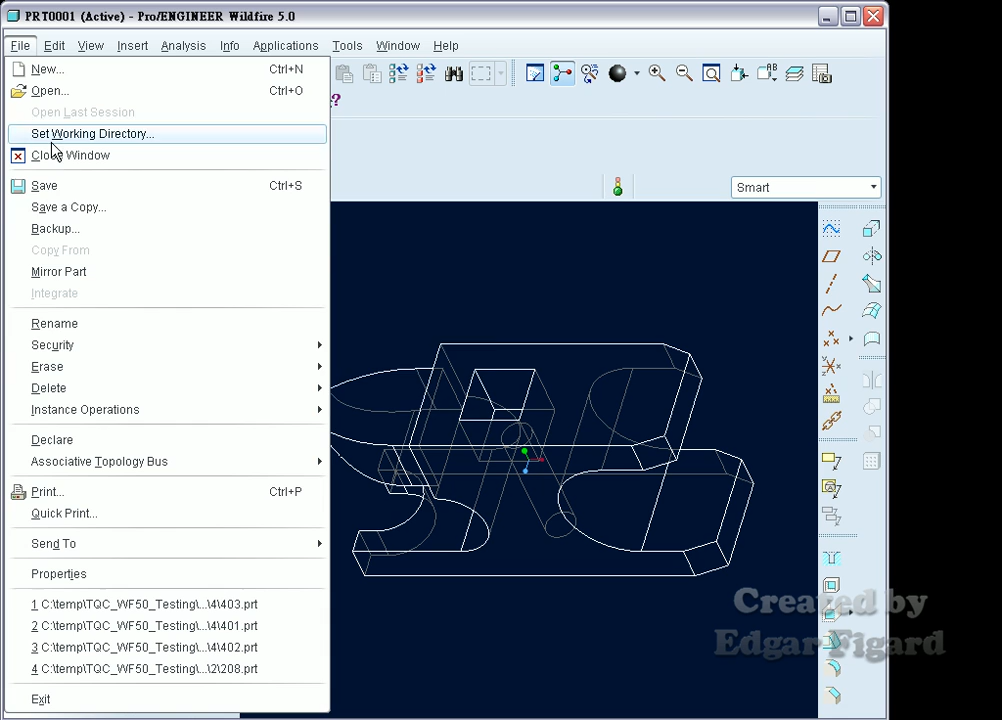 PRT0001 (Active) - Pro/ENGINEER Wildfire 5.0
File Edit View Insert Analysis Info Applications Tools Window Help
New... Ctrl+N
Open... Ctrl+O
Open Last Session
Set Working Directory...
Close Window
Save Ctrl+S
Save a Copy...
Backup...
Copy From
Mirror Part
Integrate
Rename
Security
Erase
Delete
Instance Operations
Declare
Associative Topology Bus
Print... Ctrl+P
Quick Print...
Send To
Properties
1 C:\temp\TQC_WF50_Testing\...\4\403.prt
2 C:\temp\TQC_WF50_Testing\...\4\401.prt
3 C:\temp\TQC_WF50_Testing\...\4\402.prt
4 C:\temp\TQC_WF50_Testing\...\2\208.prt
Exit
Smart
Created by
Edgar Figard